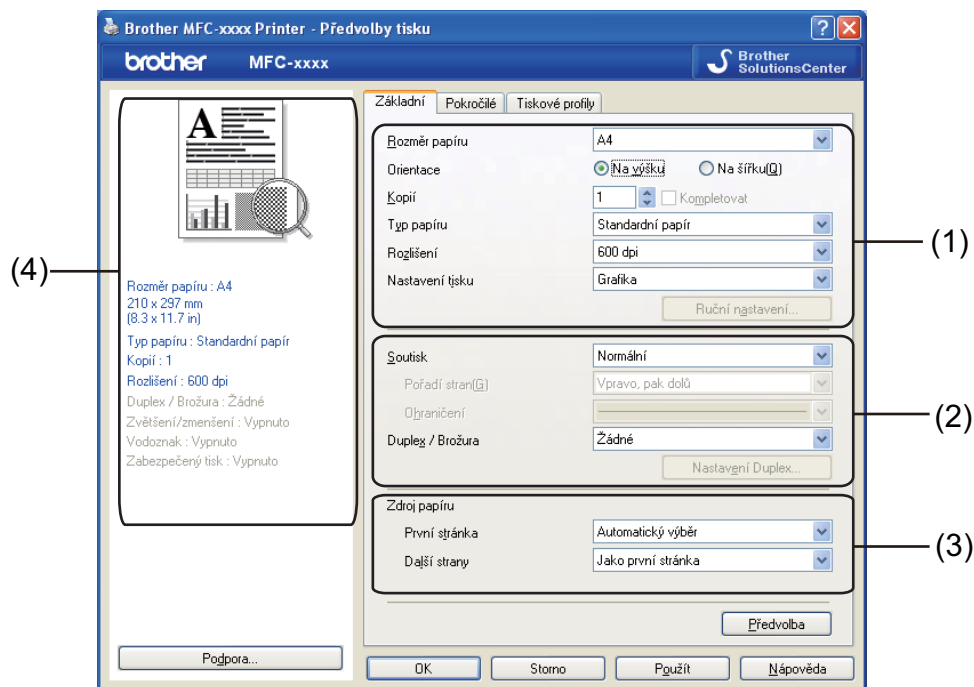 Brother MFC-xxxx Printer - Předvolby tisku
brother MFC-xxxx
Brother
SolutionsCenter
Základní Pokročilé Tiskové profily
A
Rozměr papíru A4
Orientace Na výšku Na šířku(Q)
Kopií 1 Kompletovat
Typ papíru Standardní papír
Rozlišení 600 dpi
Nastavení tisku Grafika
Ruční nastavení...
(1)
Soutisk Normální
Pořadí stran(G) Vpravo, pak dolů
Ohraničení
Duplex / Brožura Žádné
Nastavení Duplex...
(2)
Zdroj papíru
První stránka Automatický výběr
Další strany Jako první stránka
(3)
(4)
Rozměr papíru : A4
210 x 297 mm
(8.3 x 11.7 in)
Typ papíru : Standardní papír
Kopií : 1
Rozlišení : 600 dpi
Duplex / Brožura : Žádné
Zvětšení/zmenšení : Vypnuto
Vodoznak : Vypnuto
Zabezpečený tisk : Vypnuto
Předvolba
Podpora...
OK Storno Použít Nápověda